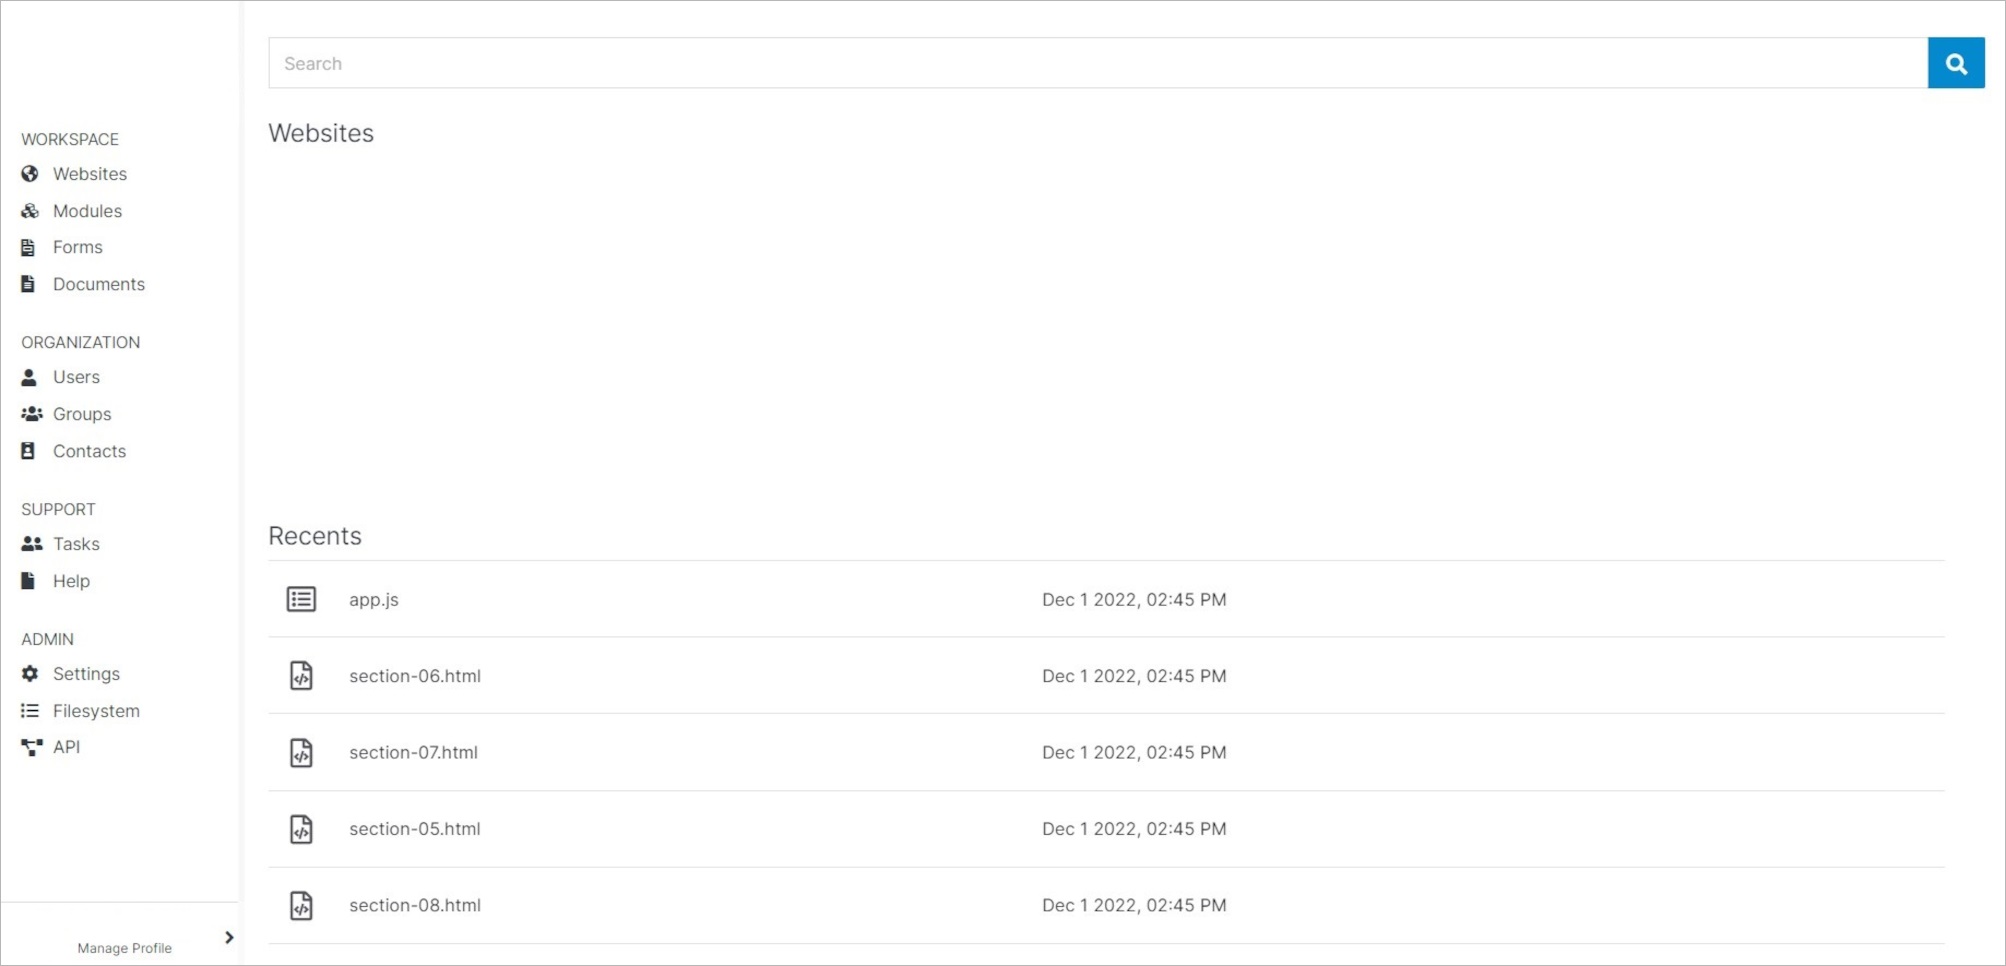 Search
Websites
WORKSPACE
Websites
Modules
Forms
Documents
ORGANIZATION
Users
Groups
Contacts
SUPPORT
Tasks
Help
ADMIN
Settings
Filesystem
API
Manage Profile
Recents
app.js Dec 1 2022, 02:45 PM
section-06.html Dec 1 2022, 02:45 PM
section-07.html Dec 1 2022, 02:45 PM
section-05.html Dec 1 2022, 02:45 PM
section-08.html Dec 1 2022, 02:45 PM